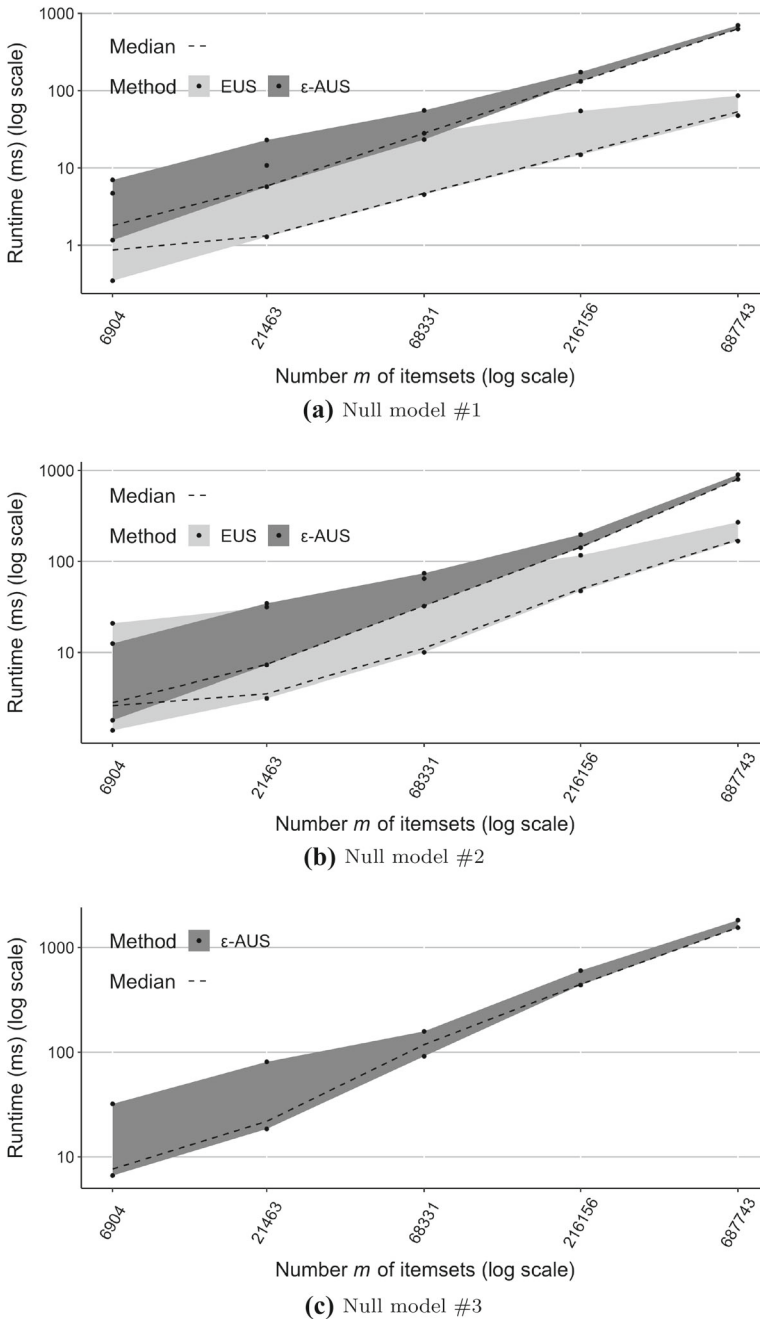 1000
100
10
1
Runtime (ms) (log scale)
Median
Method EUS ε-AUS
6904 21463 68331 216156 687743
Number m of itemsets (log scale)
(a) Null model #1
1000
100
10
Runtime (ms) (log scale)
Median
Method EUS ε-AUS
6904 21463 68331 216156 687743
Number m of itemsets (log scale)
(b) Null model #2
1000
100
10
Runtime (ms) (log scale)
Method ε-AUS
Median
6904 21463 68331 216156 687743
Number m of itemsets (log scale)
(c) Null model #3